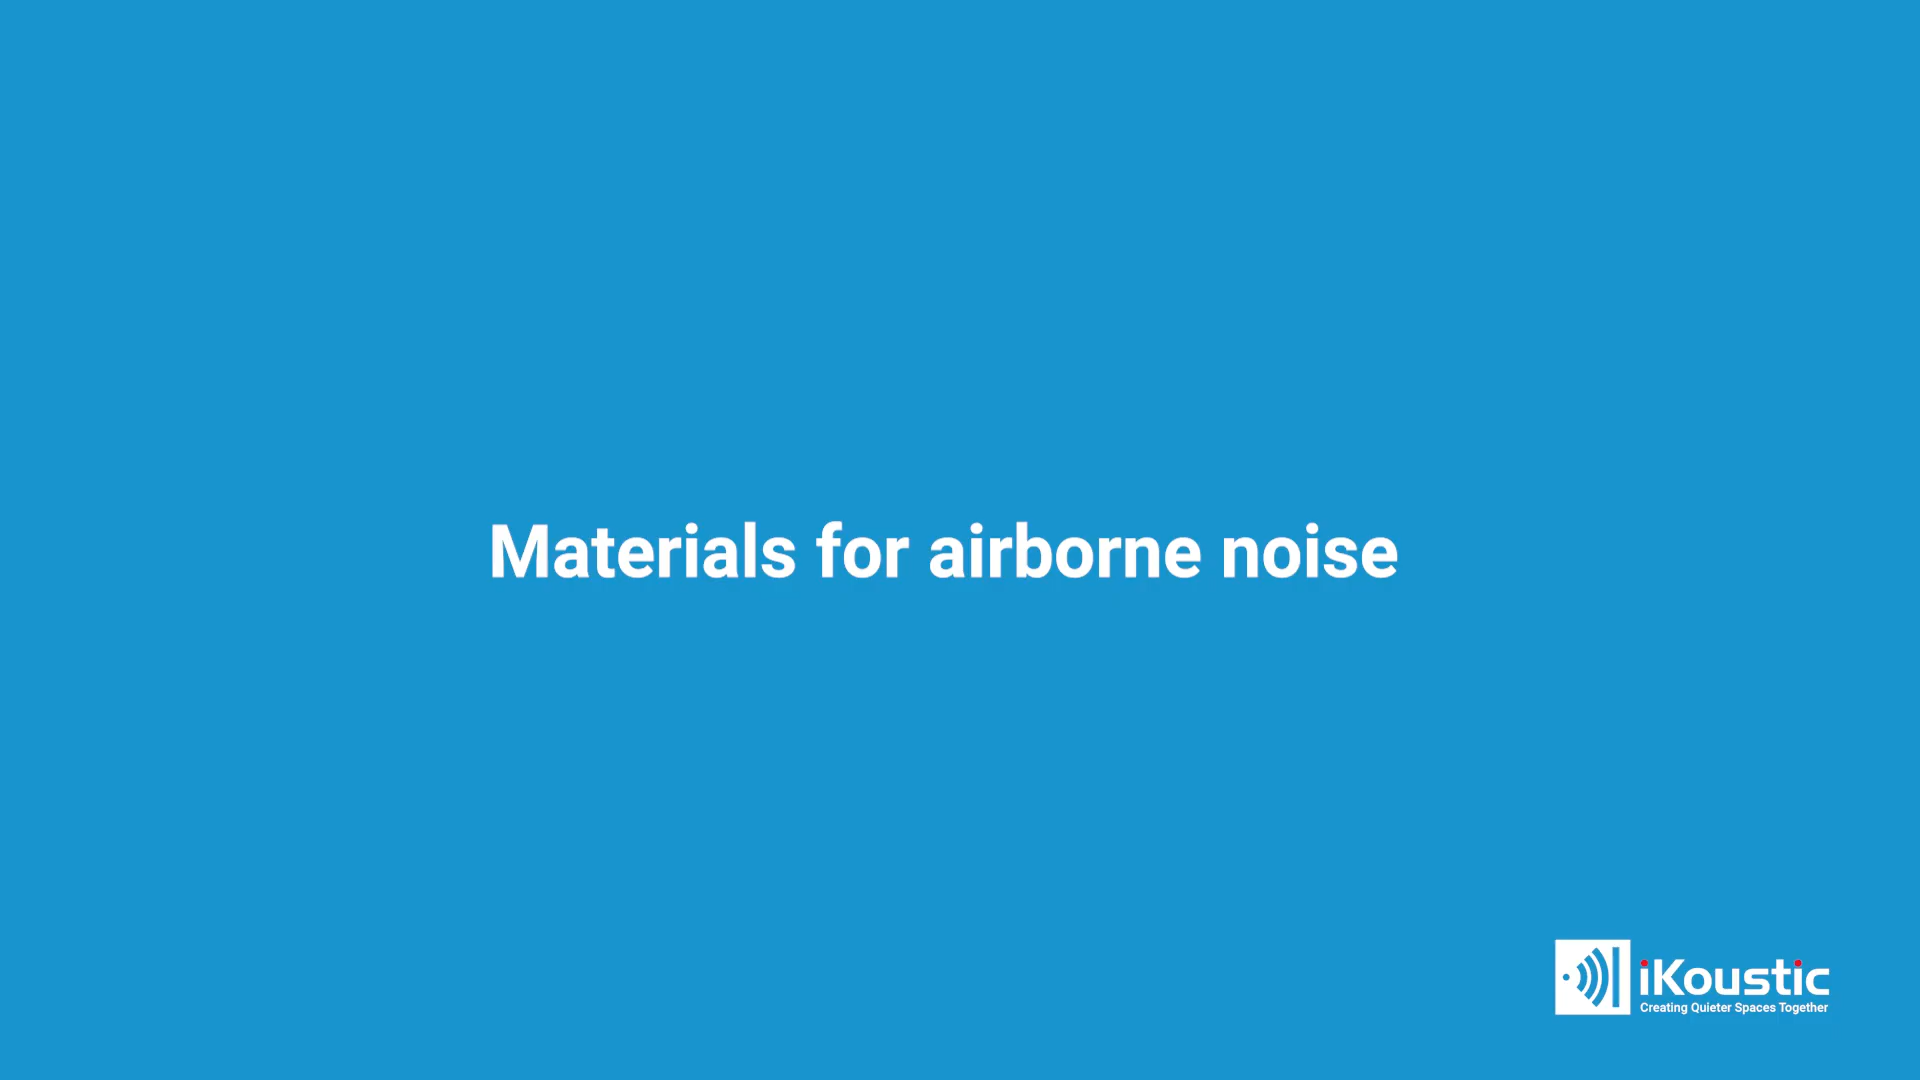 Materials for airborne noise
iKoustic
Creating Quieter Spaces Together